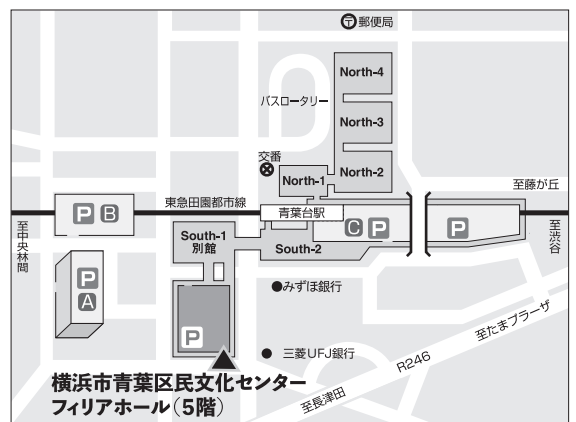 〒郵便局
North-4
バスロータリー
North-3
交番
North-2
North-1
至藤が丘
P B
東急田園都市線
青葉台駅
South-1
別館
C P
P
至中央林間
至渋谷
South-2
P
A
みずほ銀行
P
至たまプラーザ
三菱UFJ銀行
R246
至長津田
横浜市青葉区民文化センター
フィリアホール(5階)